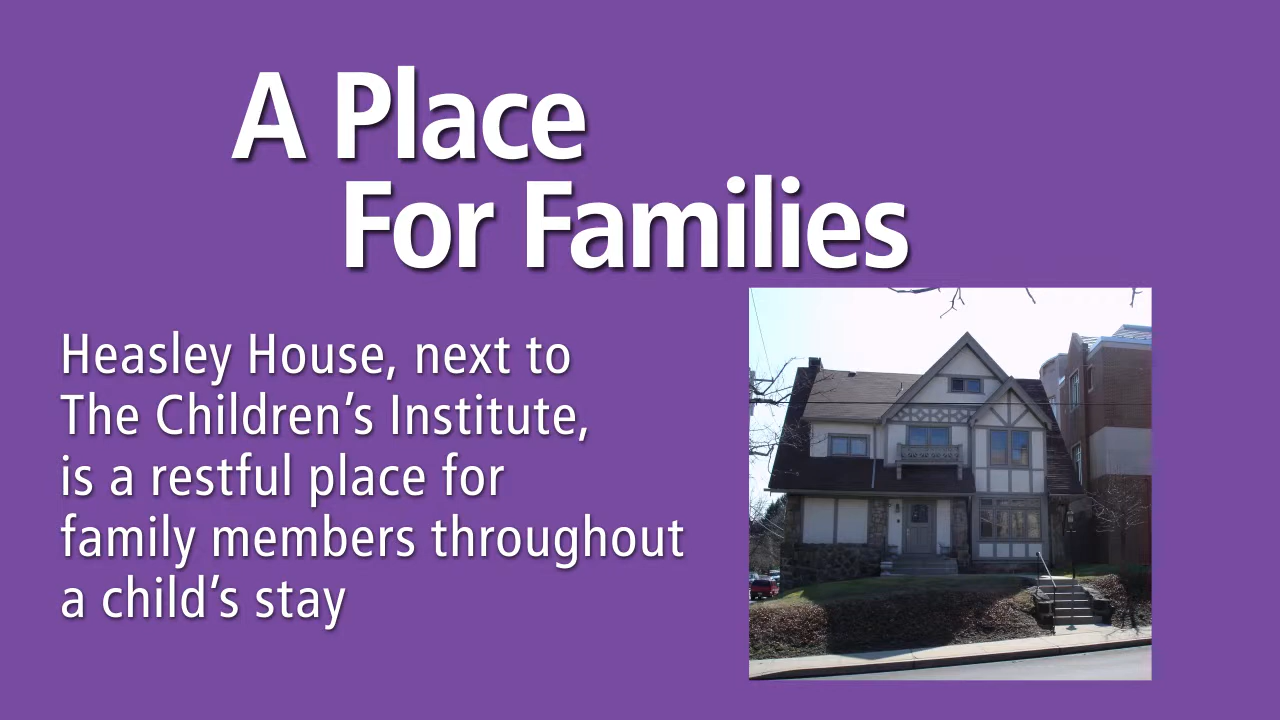 A Place
For Families
Heasley House, next to
The Children’s Institute,
is a restful place for
family members throughout
a child’s stay